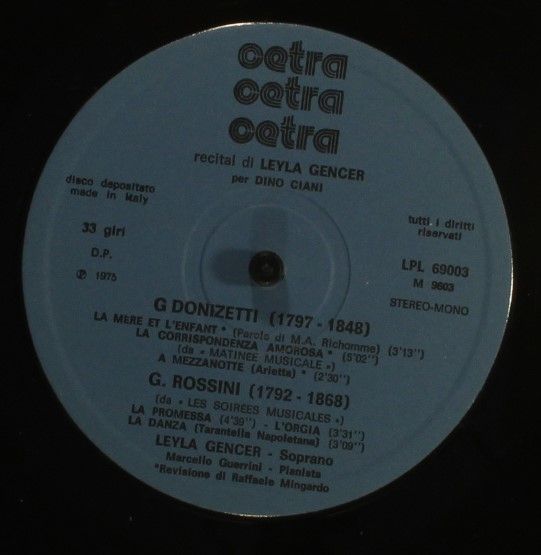 cetra
cetra
cetra
recital di LEYLA GENCER
per DINO CIANI
disco depositato
made in Italy
tutti i diritti
riservati
33 giri
D.P.
℗ 1975
LPL 69003
M 9603
STEREO-MONO
G DONIZETTI (1797 - 1848)
LA MERE ET L'ENFANT * (Parole di M.A. Richomme) (3'13'')
LA CORRISPONDENZA AMOROSA * (5'02'')
(da « MATINEE MUSICALE »)
A MEZZANOTTE (Arietta) * (2'30'')
G. ROSSINI (1792 - 1868)
(da « LES SOIREES MUSICALES »)
LA PROMESSA (4'39'') - L'ORGIA (3'31'')
LA DANZA (Tarantella Napoletana) (3'09'')
LEYLA GENCER - Soprano
Marcello Guerrini - Pianista
*Revisione di Raffaele Mingardo